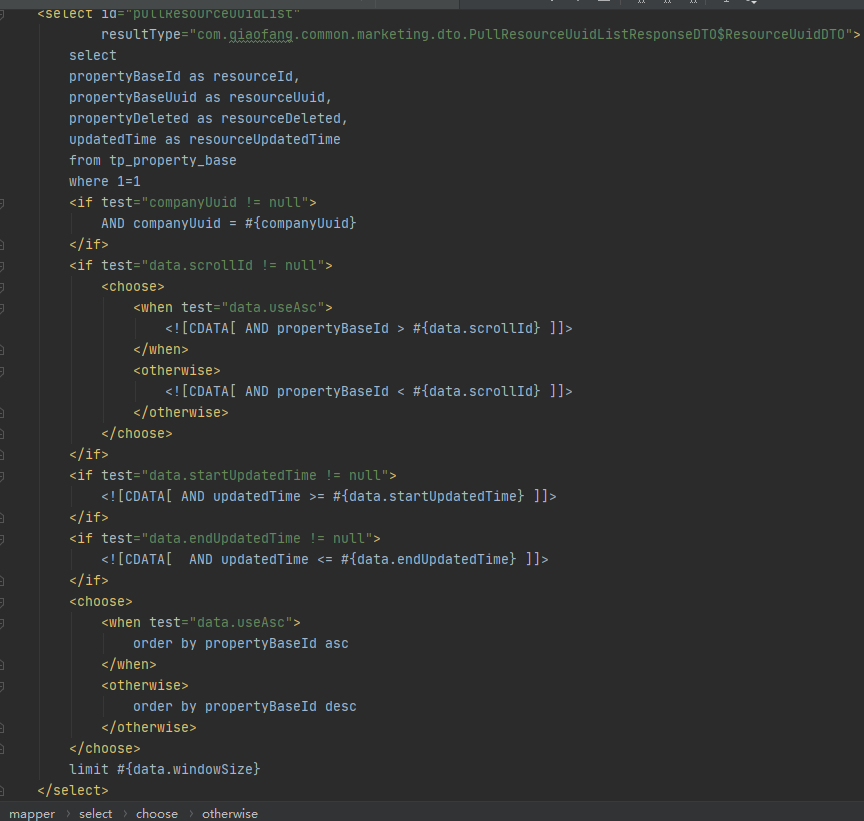 <select id="pullResourceUuidList"
resultType="com.qiaofang.common.marketing.dto.PullResourceUuidListResponseDTO$ResourceUuidDTO">
select
propertyBaseId as resourceId,
propertyBaseUuid as resourceUuid,
propertyDeleted as resourceDeleted,
updatedTime as resourceUpdatedTime
from tp_property_base
where 1=1
<if test="companyUuid != null">
AND companyUuid = #{companyUuid}
</if>
<if test="data.scrollId != null">
<choose>
<when test="data.useAsc">
<![CDATA[ AND propertyBaseId > #{data.scrollId} ]]>
</when>
<otherwise>
<![CDATA[ AND propertyBaseId < #{data.scrollId} ]]>
</otherwise>
</choose>
</if>
<if test="data.startUpdatedTime != null">
<![CDATA[ AND updatedTime >= #{data.startUpdatedTime} ]]>
</if>
<if test="data.endUpdatedTime != null">
<![CDATA[  AND updatedTime <= #{data.endUpdatedTime} ]]>
</if>
<choose>
<when test="data.useAsc">
order by propertyBaseId asc
</when>
<otherwise>
order by propertyBaseId desc
</otherwise>
</choose>
limit #{data.windowSize}
</select>
mapper › select › choose › otherwise